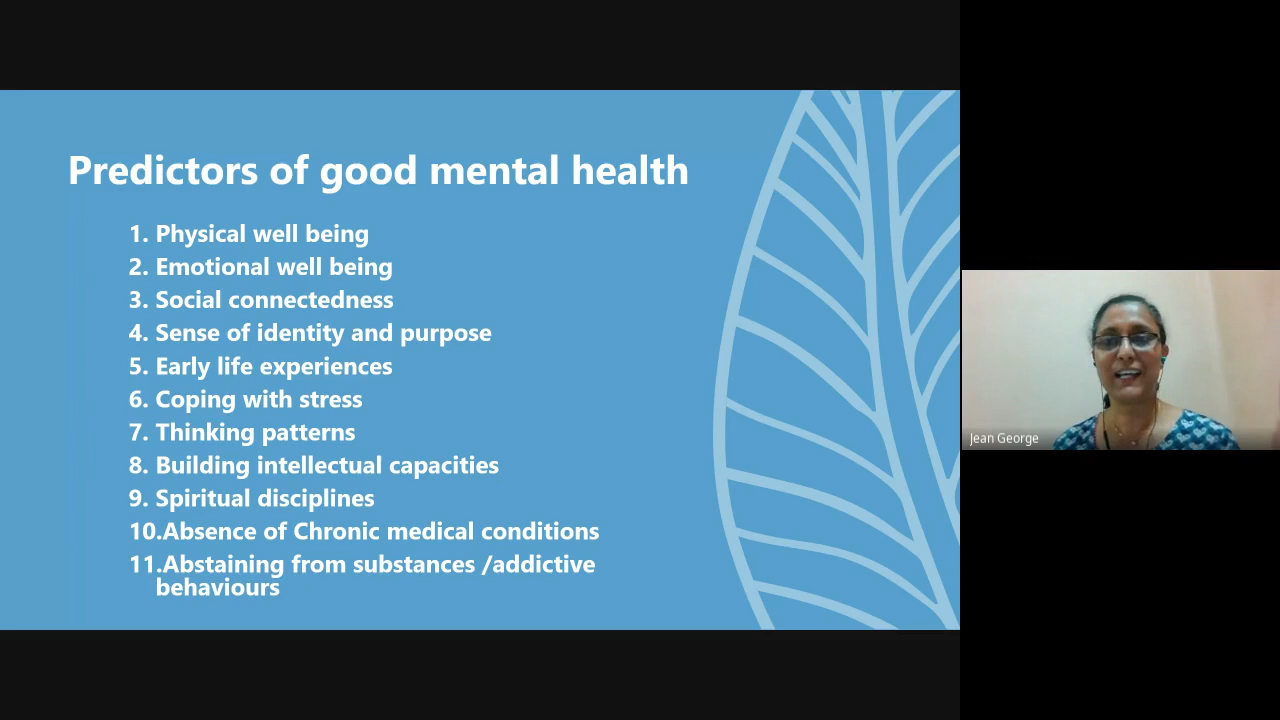 Predictors of good mental health
1. Physical well being
2. Emotional well being
3. Social connectedness
4. Sense of identity and purpose
5. Early life experiences
6. Coping with stress
7. Thinking patterns
8. Building intellectual capacities
9. Spiritual disciplines
10.Absence of Chronic medical conditions
11.Abstaining from substances /addictive
behaviours
Jean George